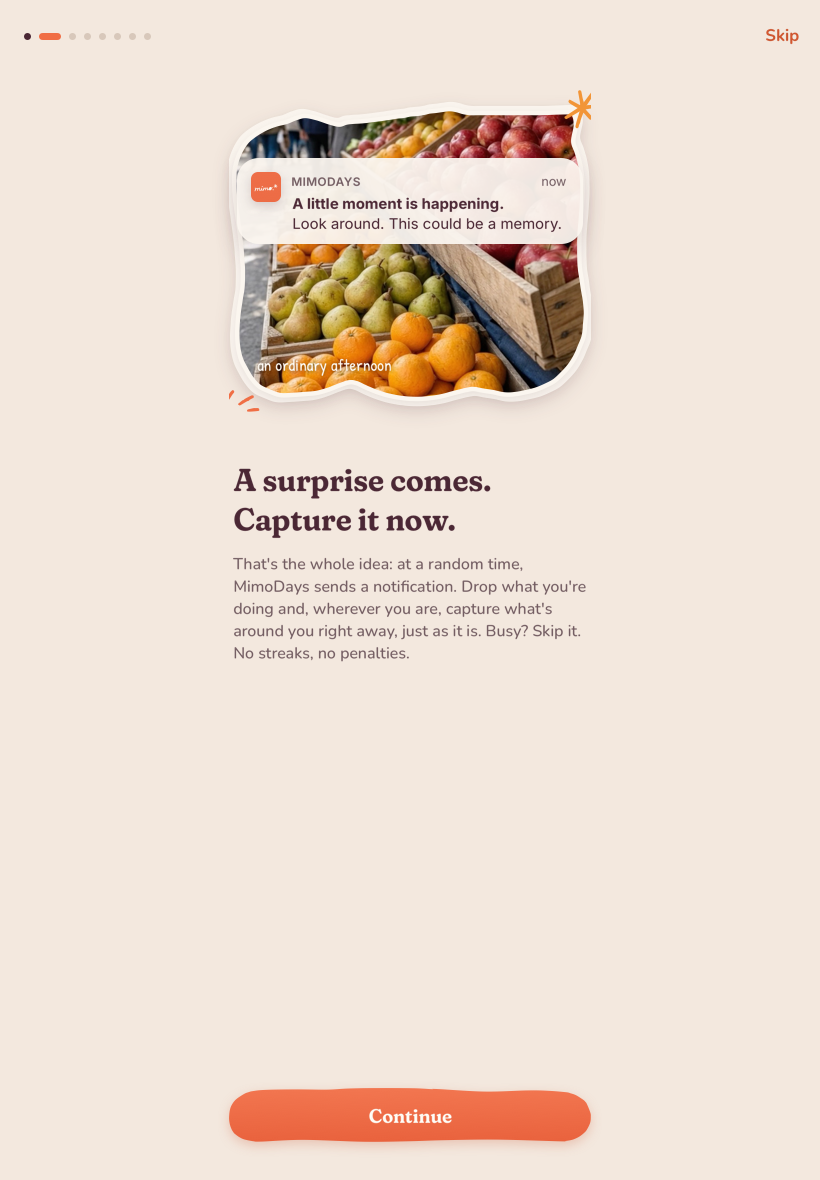 Skip
mimo
MIMODAYS
now
A little moment is happening.
Look around. This could be a memory.
an ordinary afternoon
A surprise comes.
Capture it now.
That's the whole idea: at a random time,
MimoDays sends a notification. Drop what you're
doing and, wherever you are, capture what's
around you right away, just as it is. Busy? Skip it.
No streaks, no penalties.
Continue